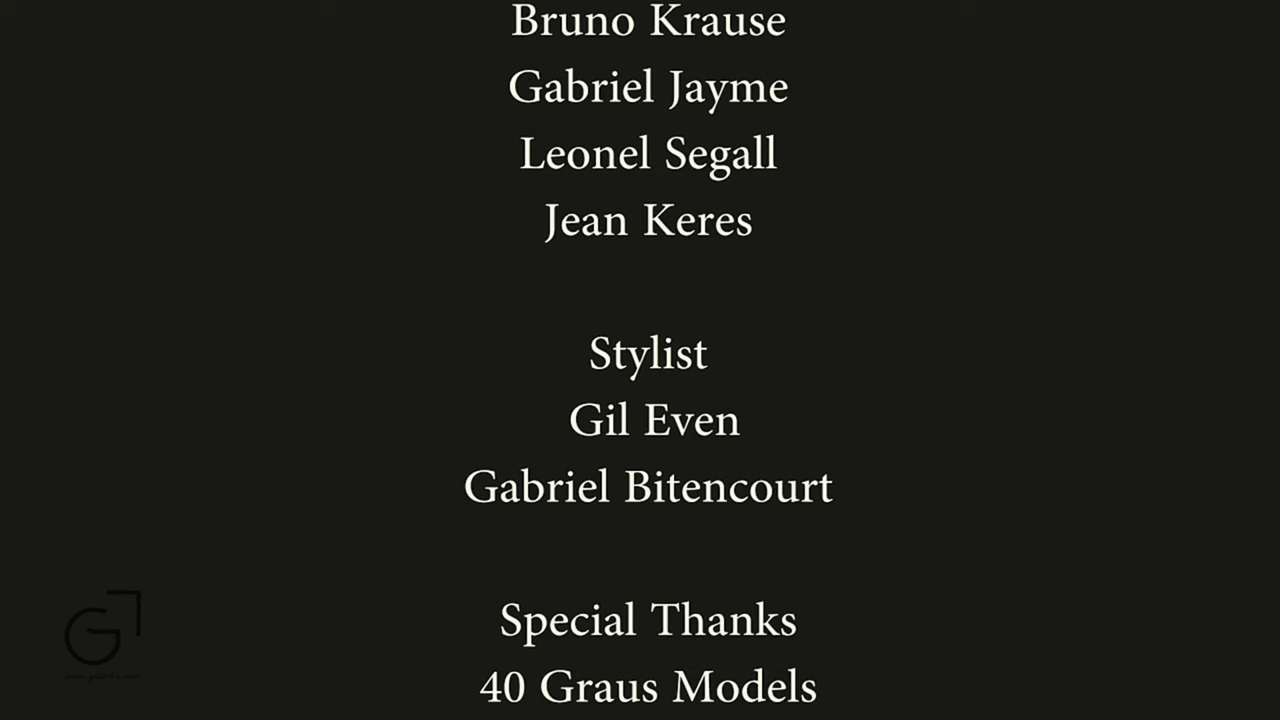 Bruno Krause
Gabriel Jayme
Leonel Segall
Jean Keres
Stylist
Gil Even
Gabriel Bitencourt
Special Thanks
40 Graus Models